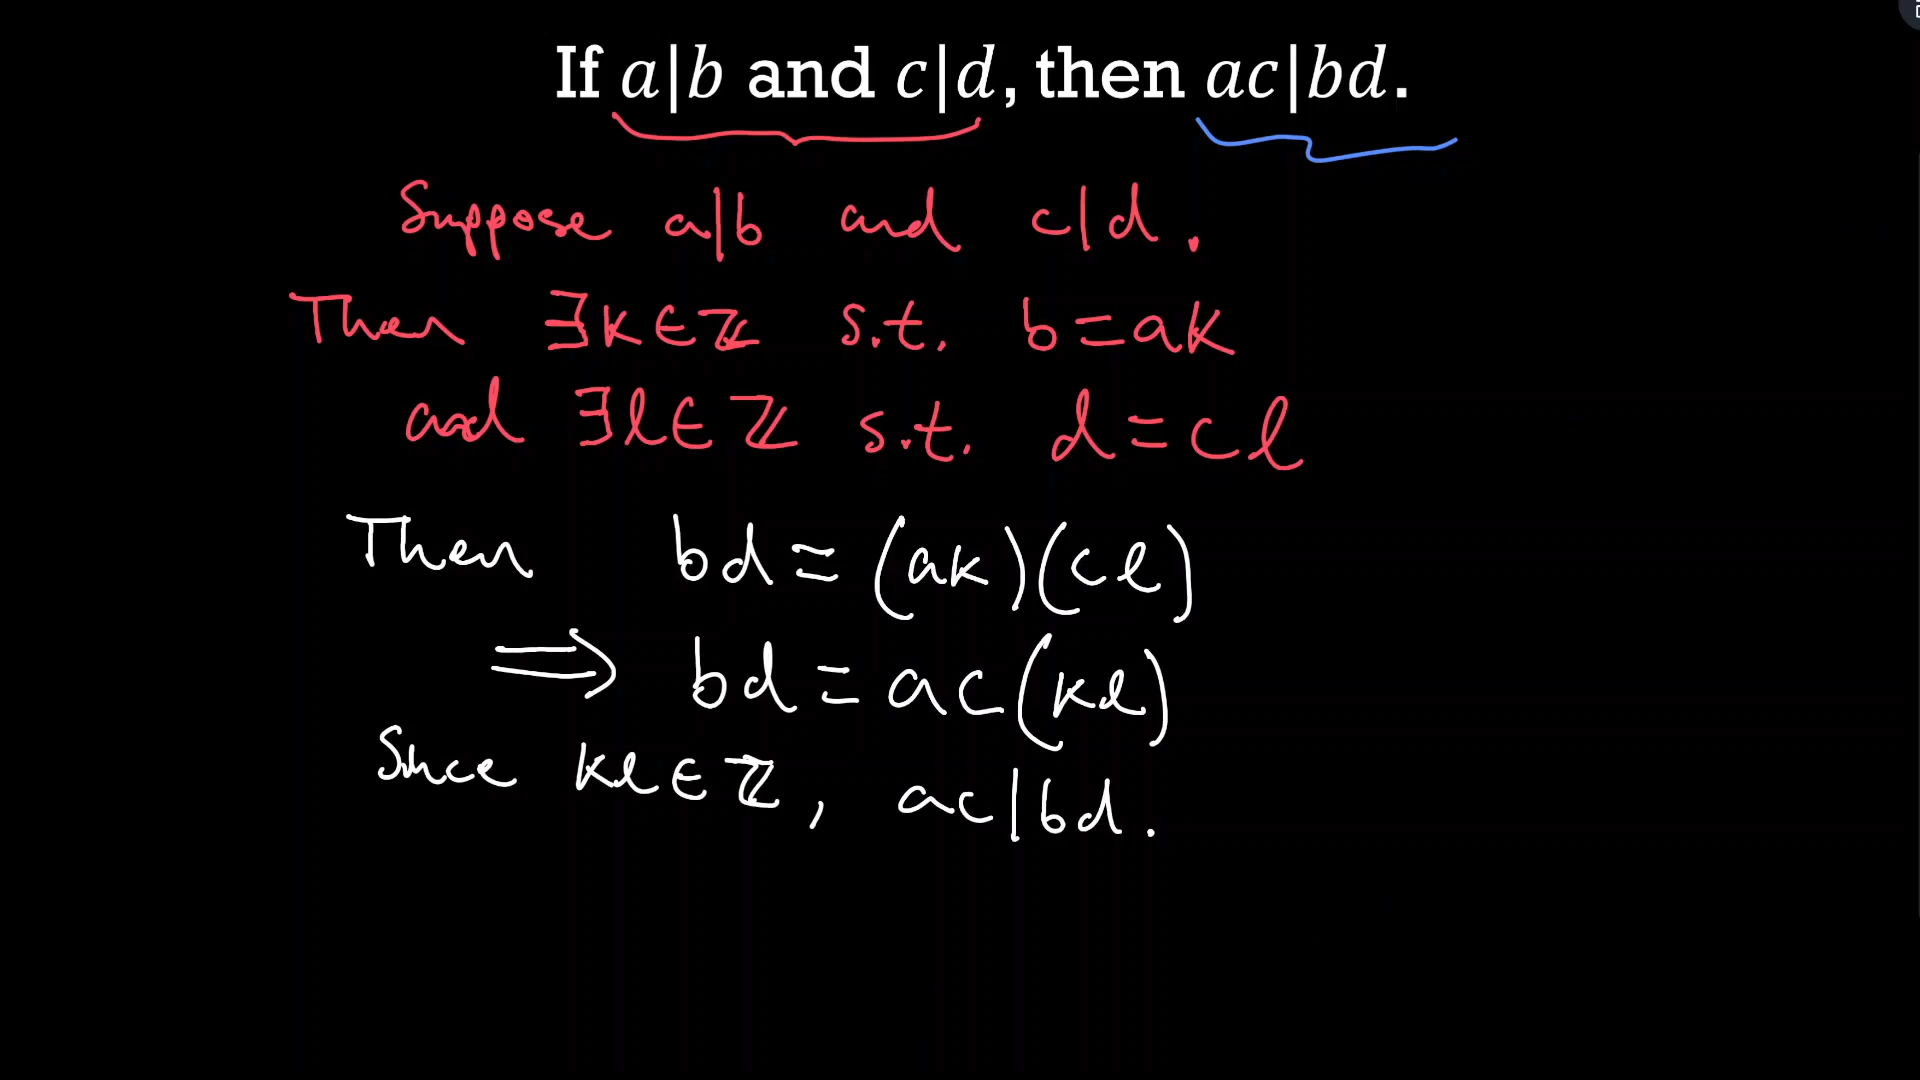 If a|b and c|d, then ac|bd.
Suppose a|b and c|d.
Then ∃k∈ℤ s.t. b=ak
and ∃l∈ℤ s.t. d=cl
Then bd=(ak)(cl)
⟹ bd=ac(kl)
Since kl∈ℤ, ac|bd.